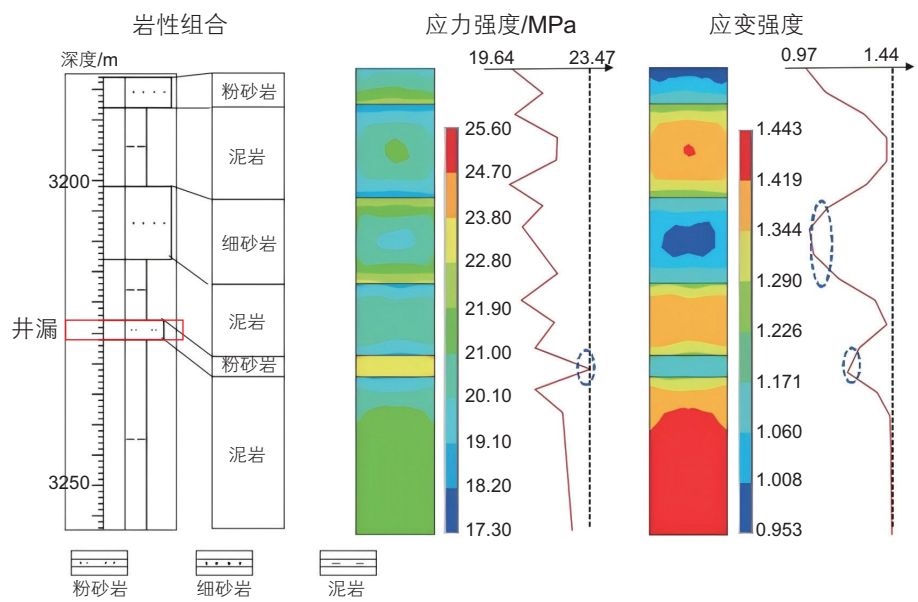 岩性组合
应力强度/MPa
应变强度
深度/m
19.64
23.47
0.97
1.44
粉砂岩
泥岩
3200
细砂岩
泥岩
井漏
粉砂岩
泥岩
3250
25.60
24.70
23.80
22.80
21.90
21.00
20.10
19.10
18.20
17.30
1.443
1.419
1.344
1.290
1.226
1.171
1.060
1.008
0.953
粉砂岩
细砂岩
泥岩